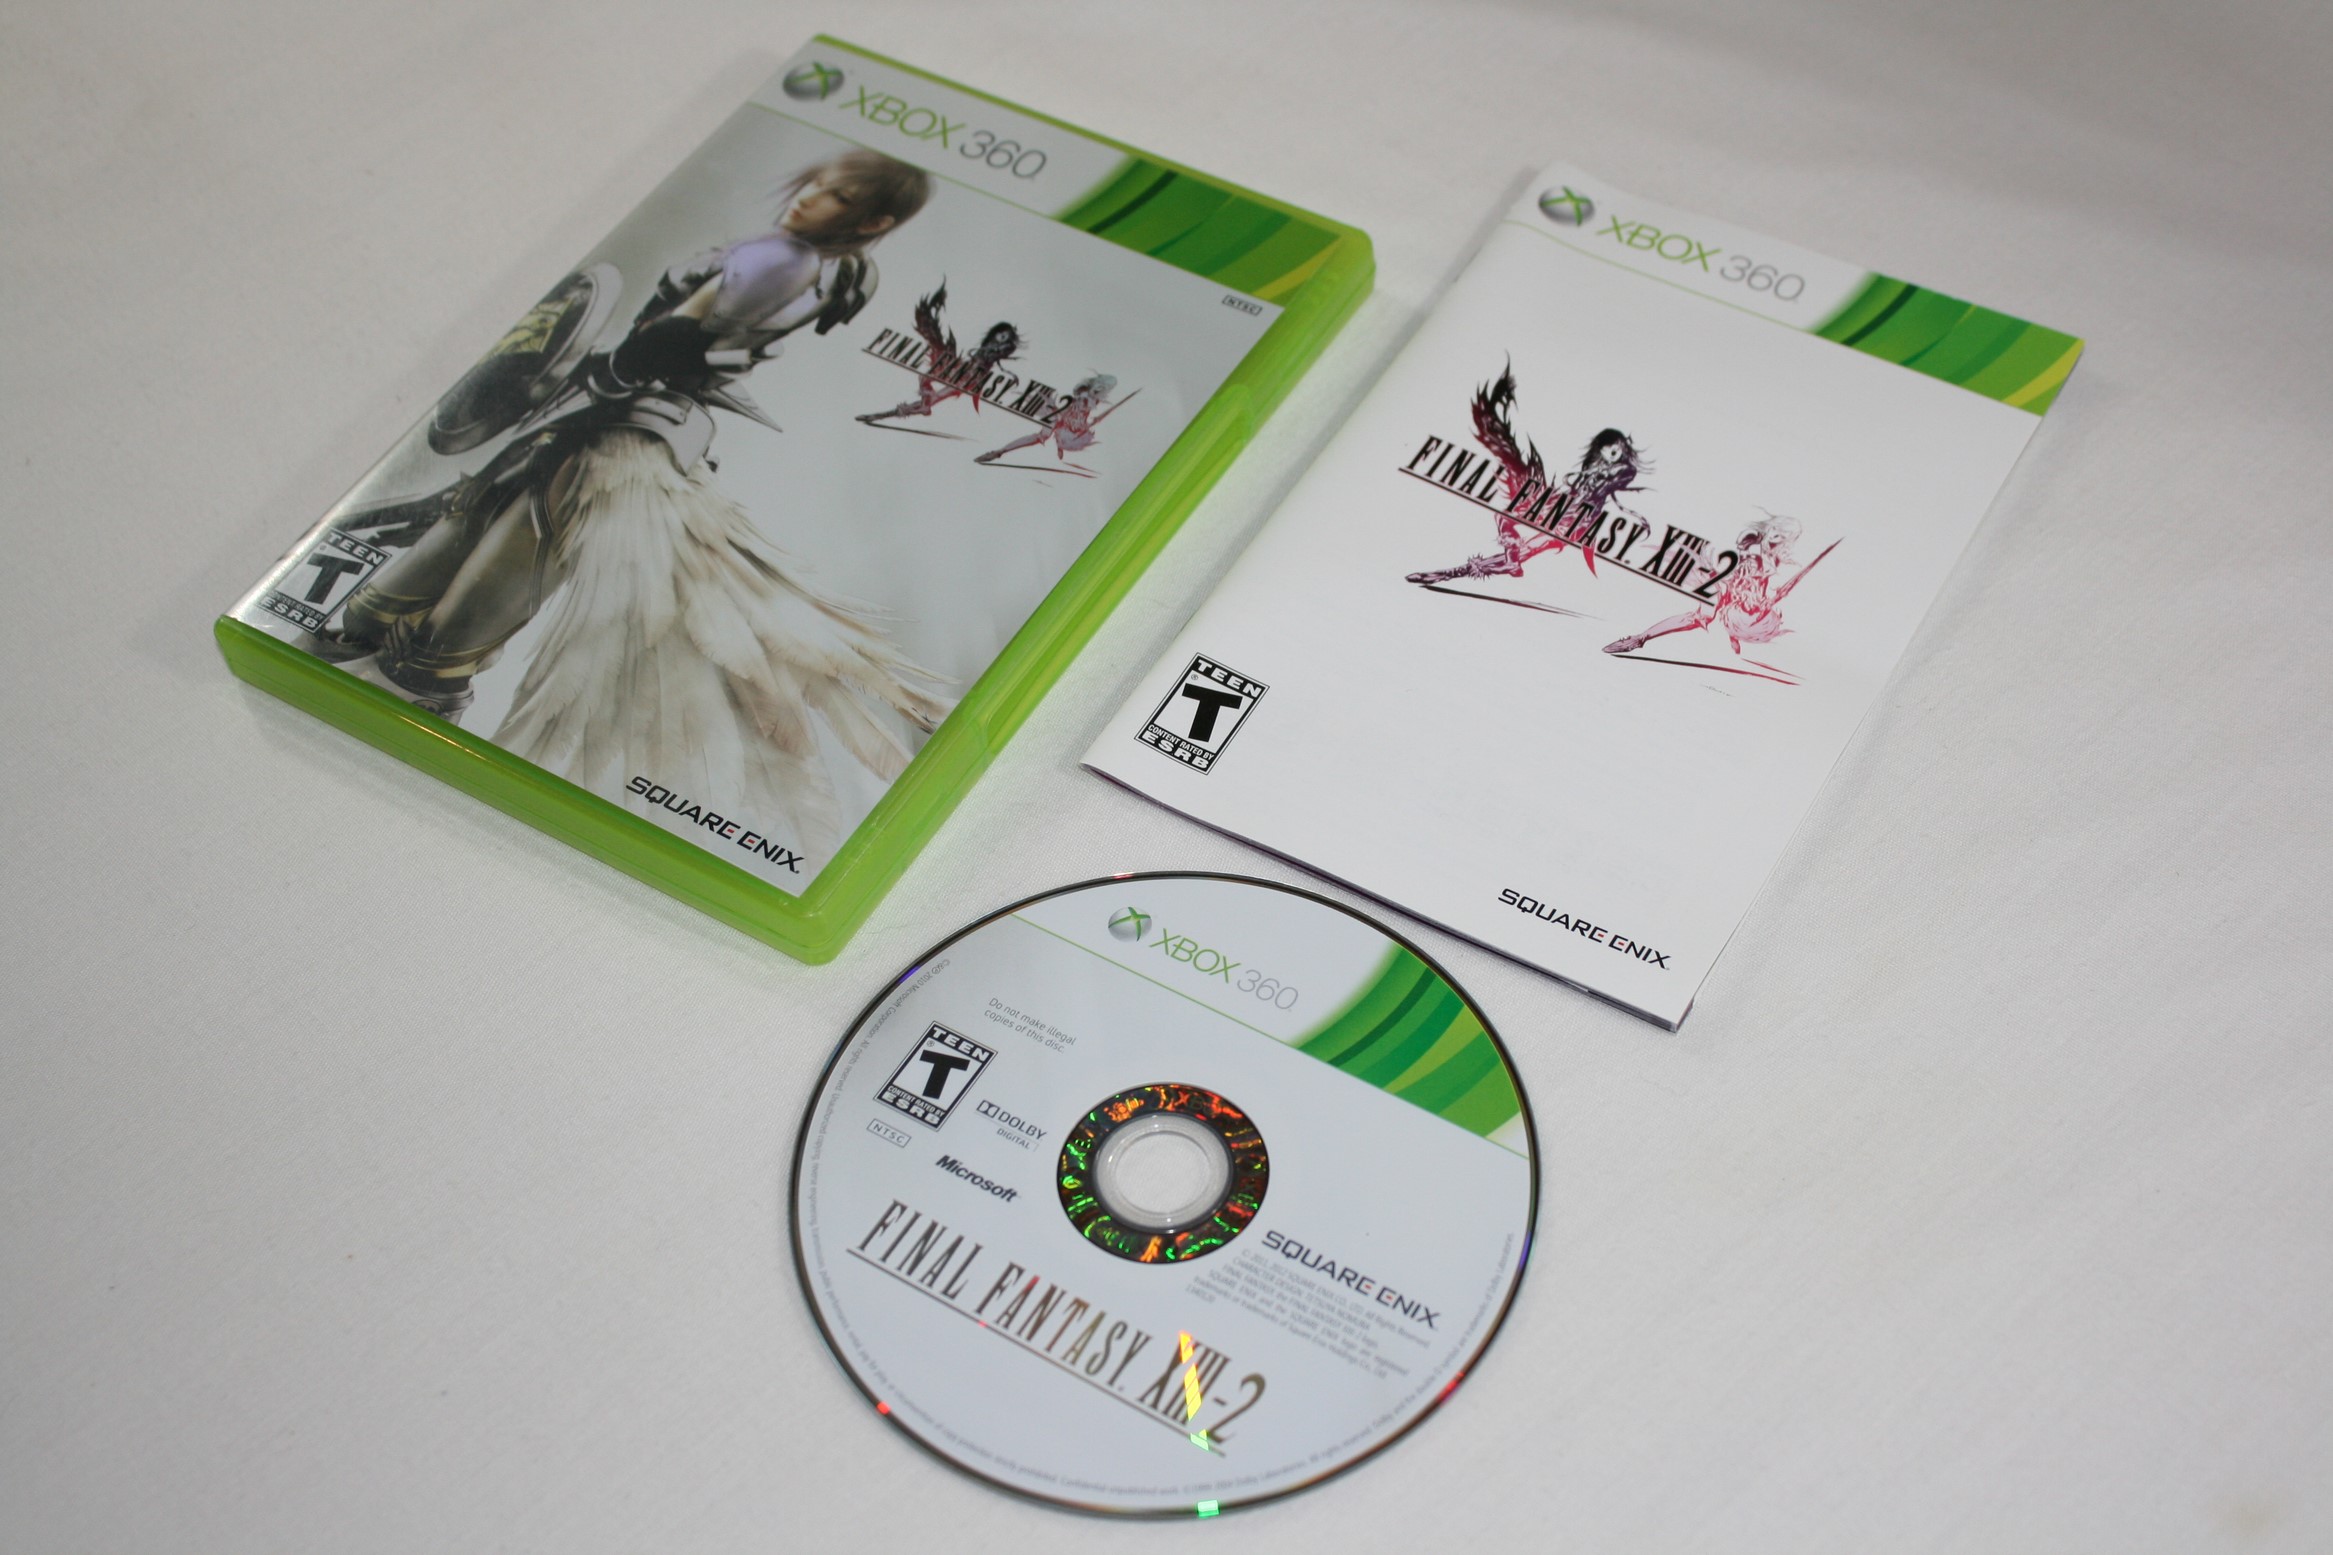 XBOX 360
NTSC
FINAL FANTASY XIII-2
TEEN
T
CONTENT RATED BY
ESRB
SQUARE ENIX
XBOX 360
FINAL FANTASY. XIII-2
TEEN
T
CONTENT RATED BY
ESRB
SQUARE ENIX
XBOX 360
Do not make illegal
copies of this disc.
TEEN
T
CONTENT RATED BY
ESRB
NTSC
DOLBY
DIGITAL
Microsoft
SQUARE ENIX
FINAL FANTASY. XIII-2